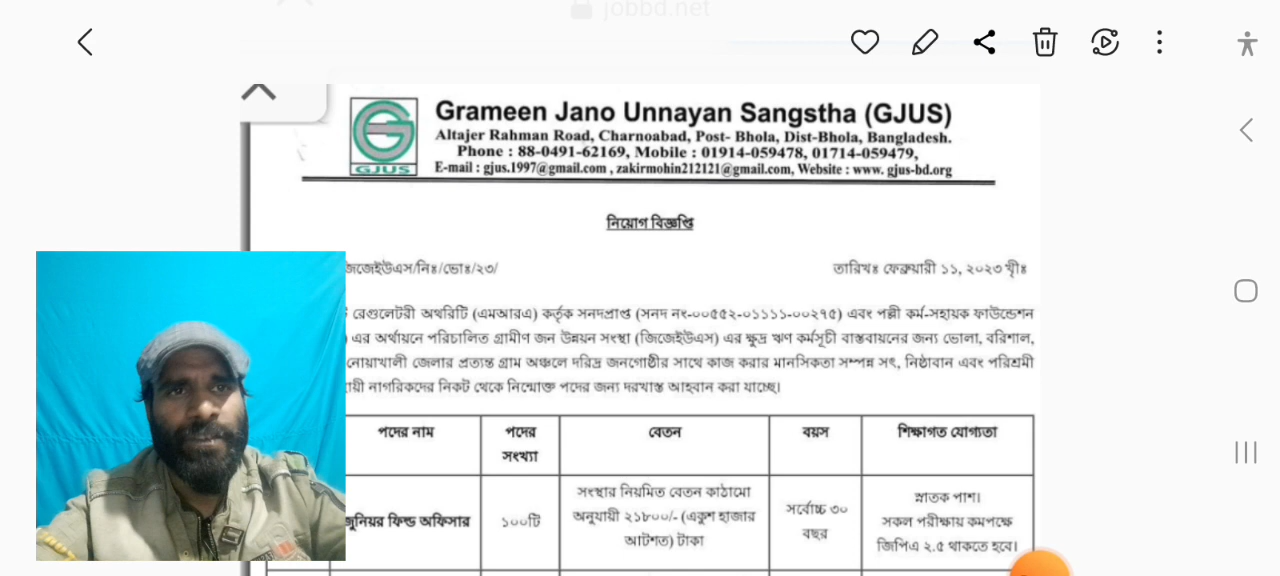 jobbd.net
Grameen Jano Unnayan Sangstha (GJUS)
Altajer Rahman Road, Charnoabad, Post- Bhola, Dist-Bhola, Bangladesh.
Phone : 88-0491-62169, Mobile : 01914-059478, 01714-059479,
E-mail : gjus.1997@gmail.com , zakirmohin212121@gmail.com, Website : www. gjus-bd.org
GJUS
নিয়োগ বিজ্ঞপ্তি
জিজেইউএস/নিঃ/ভোঃ/২৩/ তারিখঃ ফেব্রুয়ারী ১১, ২০২৩ খ্রীঃ
রেগুলেটরী অথরিটি (এমআরএ) কর্তৃক সনদপ্রাপ্ত (সনদ নং-০০৫৫২-০১১১১-০০২৭৫) এবং পল্লী কর্ম-সহায়ক ফাউন্ডেশন
এর অর্থায়নে পরিচালিত গ্রামীণ জন উন্নয়ন সংস্থা (জিজেইউএস) এর ক্ষুদ্র ঋণ কর্মসূচী বাস্তবায়নের জন্য ভোলা, বরিশাল,
নোয়াখালী জেলার প্রত্যন্ত গ্রাম অঞ্চলে দরিদ্র জনগোষ্ঠীর সাথে কাজ করার মানসিকতা সম্পন্ন সৎ, নিষ্ঠাবান এবং পরিশ্রমী
নাগরিকদের নিকট থেকে নিম্মোক্ত পদের জন্য দরখাস্ত আহবান করা যাচ্ছে।
পদের নাম
পদের
সংখ্যা
বেতন
বয়স
শিক্ষাগত যোগ্যতা
জুনিয়র ফিল্ড অফিসার
১০০টি
সংস্থার নিয়মিত বেতন কাঠামো
অনুযায়ী ২১৮০০/- (একুশ হাজার
আটশত) টাকা
সর্বোচ্চ ৩০
বছর
স্নাতক পাশ।
সকল পরীক্ষায় কমপক্ষে
জিপিএ ২.৫ থাকতে হবে।